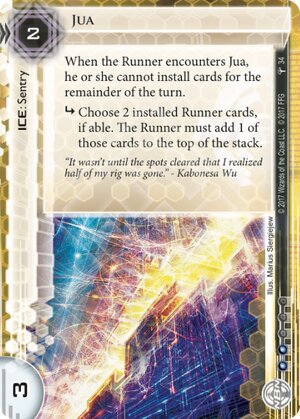 2
Jua
ICE: Sentry
When the Runner encounters Jua,
he or she cannot install cards for the
remainder of the turn.
↳ Choose 2 installed Runner cards,
if able. The Runner must add 1 of
those cards to the top of the stack.
“It wasn’t until the spots cleared that I realized
half of my rig was gone.” - Kabonesa Wu
34
© 2017 Wizards of the Coast LLC. © 2017 FFG
Illus. Marius Siergiejew
3